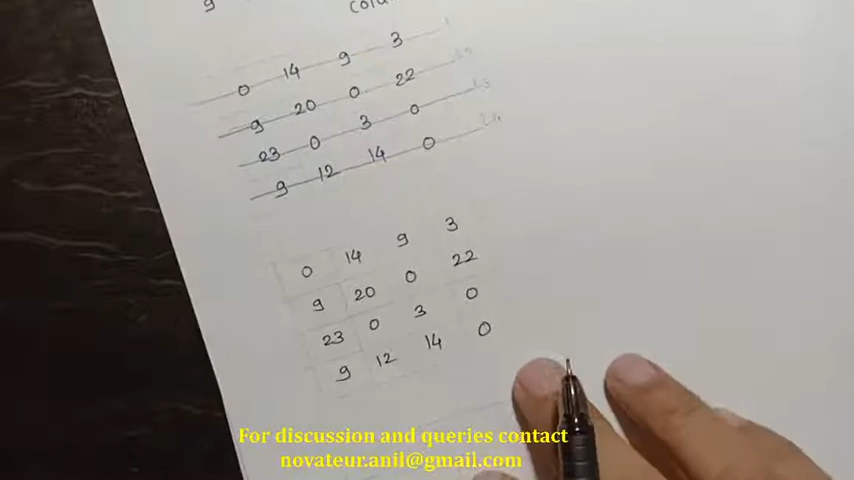 9
0 14 9 3
9 20 0 22
23 0 3 0
9 12 14 0
0 14 9 3
9 20 0 22
23 0 3 0
9 12 14 0
For discussion and queries contact
novateur.anil@gmail.com